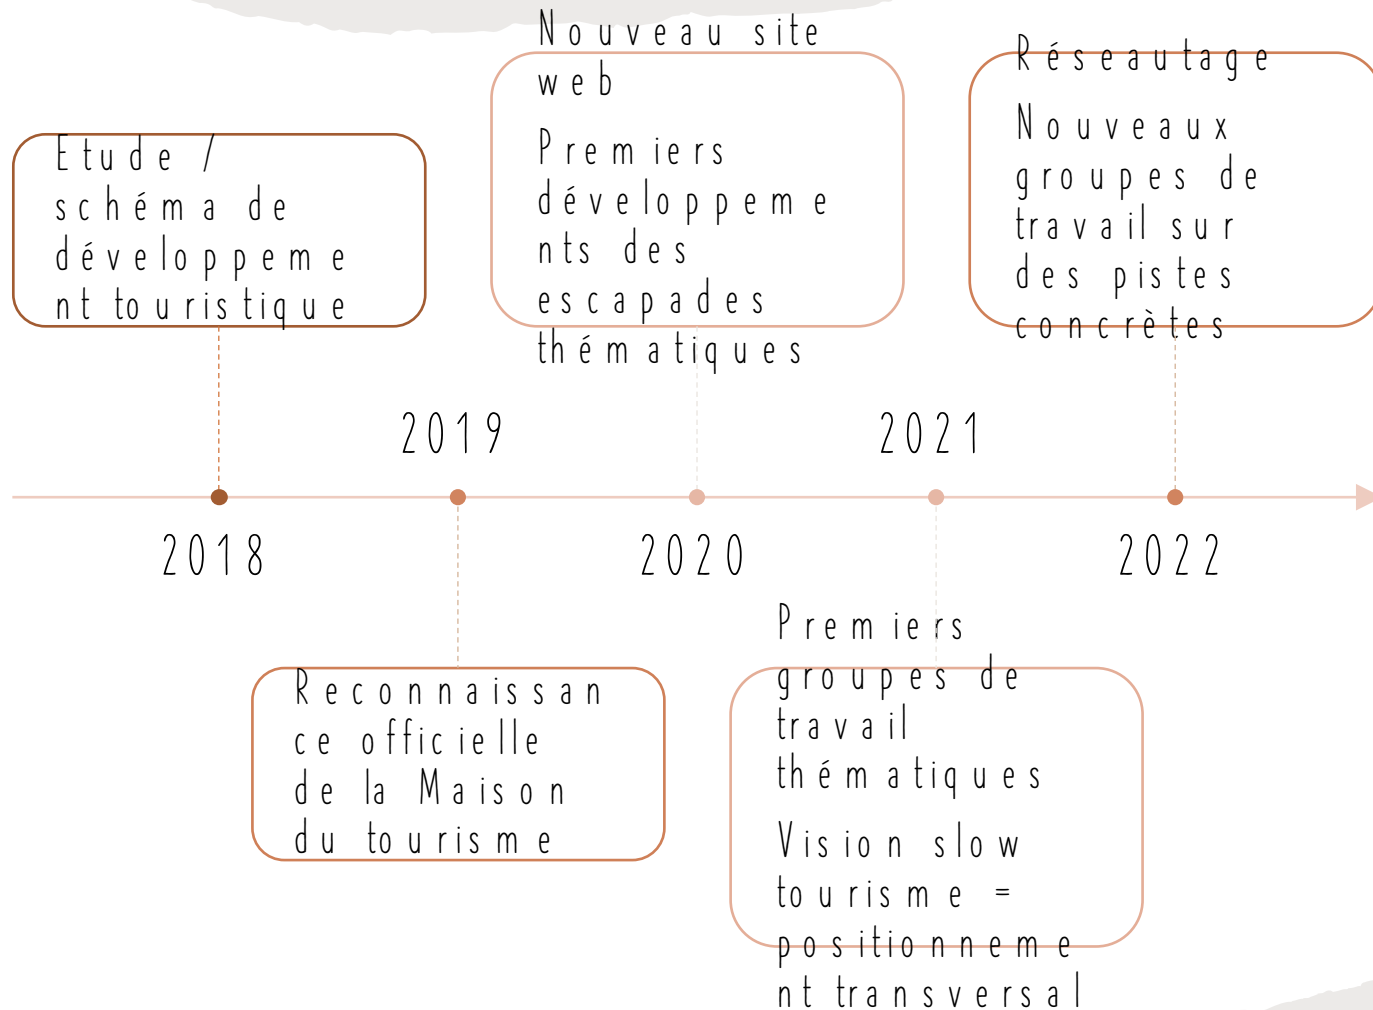 Nouveau site
web
Premiers
développeme
nts des
escapades
thématiques
Réseautage
Nouveaux
groupes de
travail sur
des pistes
concrètes
Etude /
schéma de
développeme
nt touristique
2019
2021
2018
2020
2022
Reconnaissan
ce officielle
de la Maison
du tourisme
Premiers
groupes de
travail
thématiques
Vision slow
tourisme =
positionneme
nt transversal